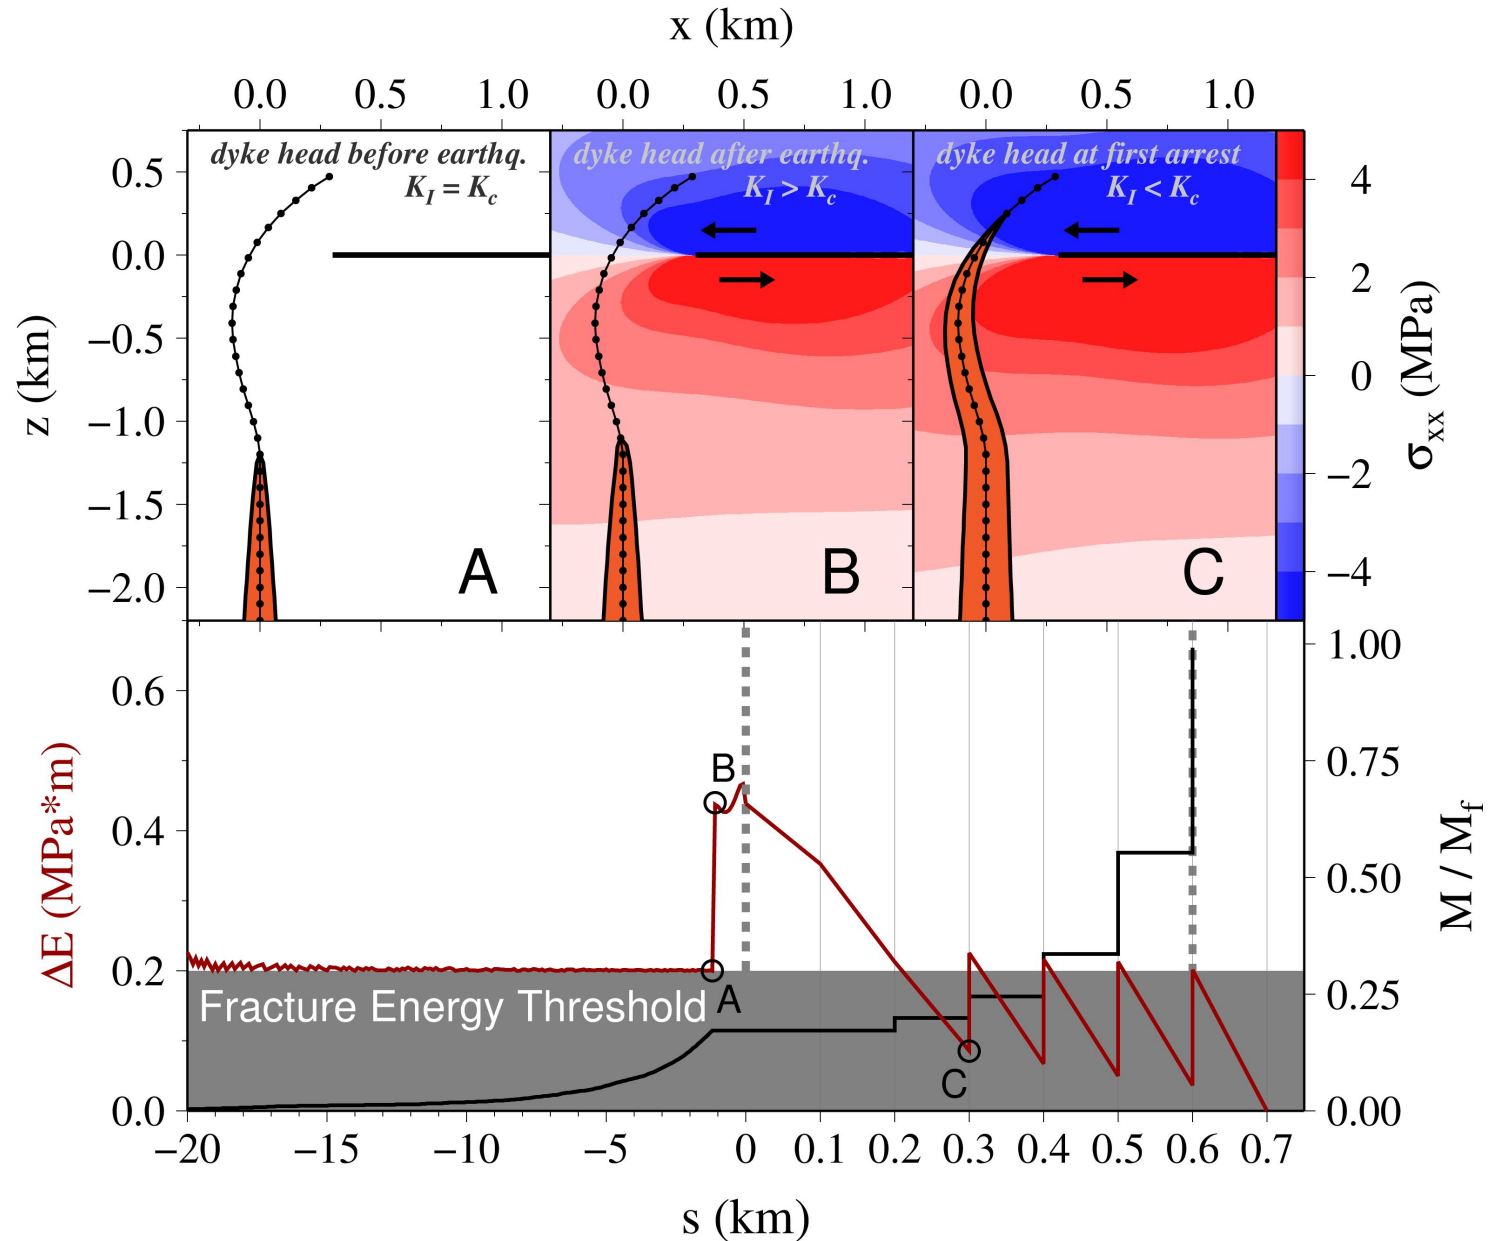 x (km)
0.0 0.5 1.0 0.0 0.5 1.0 0.0 0.5 1.0
dyke head before earthq.
K_I = K_c
dyke head after earthq.
K_I > K_c
dyke head at first arrest
K_I < K_c
z (km)
0.5
0.0
−0.5
−1.0
−1.5
−2.0
A
B
C
4
2
0
−2
−4
σ_xx (MPa)
ΔE (MPa*m)
0.6
0.4
0.2
0.0
B
A
C
Fracture Energy Threshold
1.00
0.75
0.50
0.25
0.00
M / M_f
−20 −15 −10 −5 0 0.1 0.2 0.3 0.4 0.5 0.6 0.7
s (km)